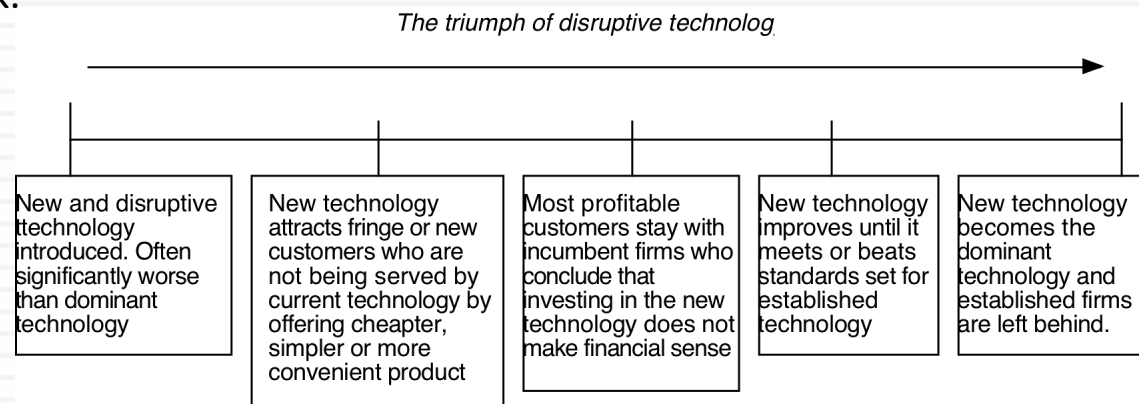 The triumph of disruptive technolog
New and disruptive
ttechnology
introduced. Often
significantly worse
than dominant
technology
New technology
attracts fringe or new
customers who are
not being served by
current technology by
offering cheapter,
simpler or more
convenient product
Most profitable
customers stay with
incumbent firms who
conclude that
investing in the new
technology does not
make financial sense
New technology
improves until it
meets or beats
standards set for
established
technology
New technology
becomes the
dominant
technology and
established firms
are left behind.